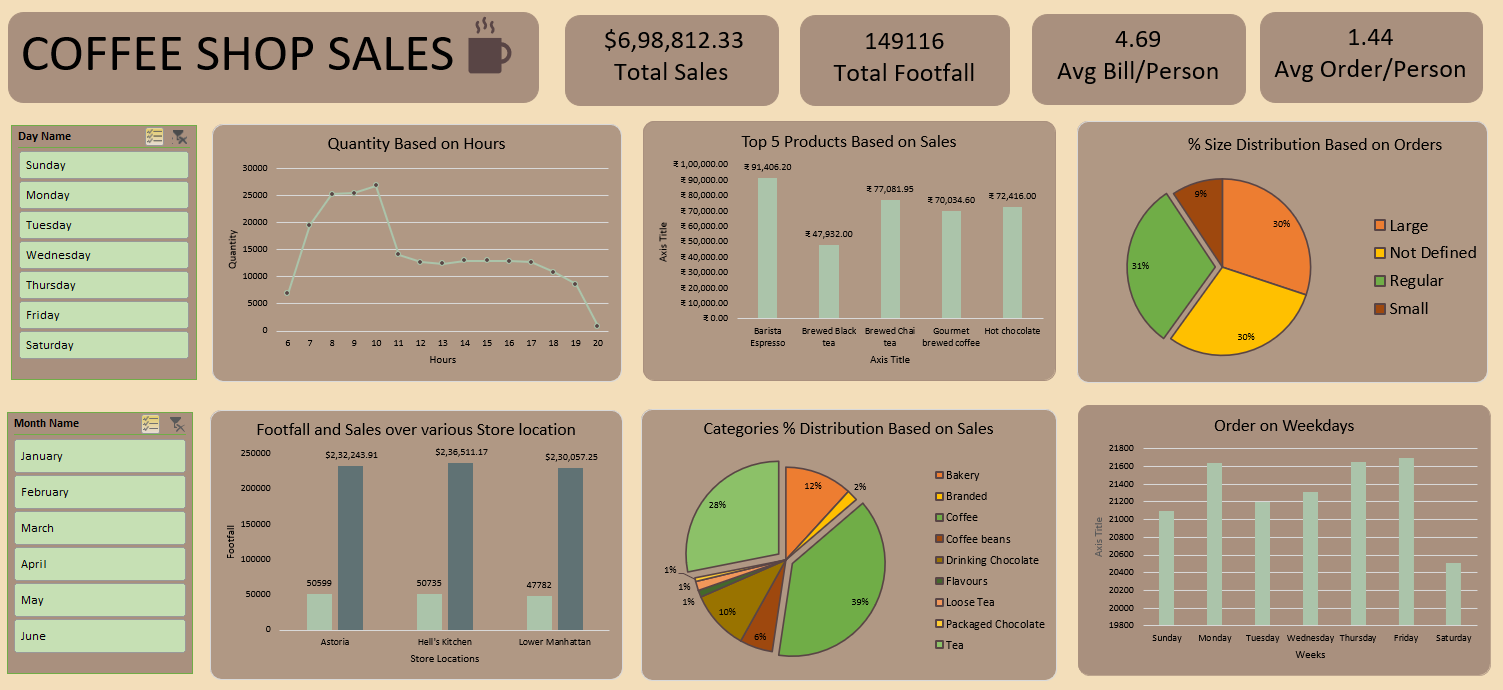 COFFEE SHOP SALES
$6,98,812.33
Total Sales
149116
Total Footfall
4.69
Avg Bill/Person
1.44
Avg Order/Person
Day Name
Sunday
Monday
Tuesday
Wednesday
Thursday
Friday
Saturday
Quantity Based on Hours
30000
25000
20000
15000
10000
5000
0
Quantity
6 7 8 9 10 11 12 13 14 15 16 17 18 19 20
Hours
Top 5 Products Based on Sales
₹ 1,00,000.00
₹ 90,000.00
₹ 80,000.00
₹ 70,000.00
₹ 60,000.00
₹ 50,000.00
₹ 40,000.00
₹ 30,000.00
₹ 20,000.00
₹ 10,000.00
₹ 0.00
Axis Title
₹ 91,406.20
₹ 47,932.00
₹ 77,081.95
₹ 70,034.60
₹ 72,416.00
Barista Espresso
Brewed Black tea
Brewed Chai tea
Gourmet brewed coffee
Hot chocolate
Axis Title
% Size Distribution Based on Orders
30%
30%
31%
9%
Large
Not Defined
Regular
Small
Month Name
January
February
March
April
May
June
Footfall and Sales over various Store location
250000
200000
150000
100000
50000
0
Footfall
50599
$2,32,243.91
50735
$2,36,511.17
47782
$2,30,057.25
Astoria
Hell's Kitchen
Lower Manhattan
Store Locations
Categories % Distribution Based on Sales
12%
2%
39%
6%
10%
1%
1%
1%
28%
Bakery
Branded
Coffee
Coffee beans
Drinking Chocolate
Flavours
Loose Tea
Packaged Chocolate
Tea
Order on Weekdays
21800
21600
21400
21200
21000
20800
20600
20400
20200
20000
19800
Axis Title
Sunday Monday Tuesday Wednesday Thursday Friday Saturday
Weeks